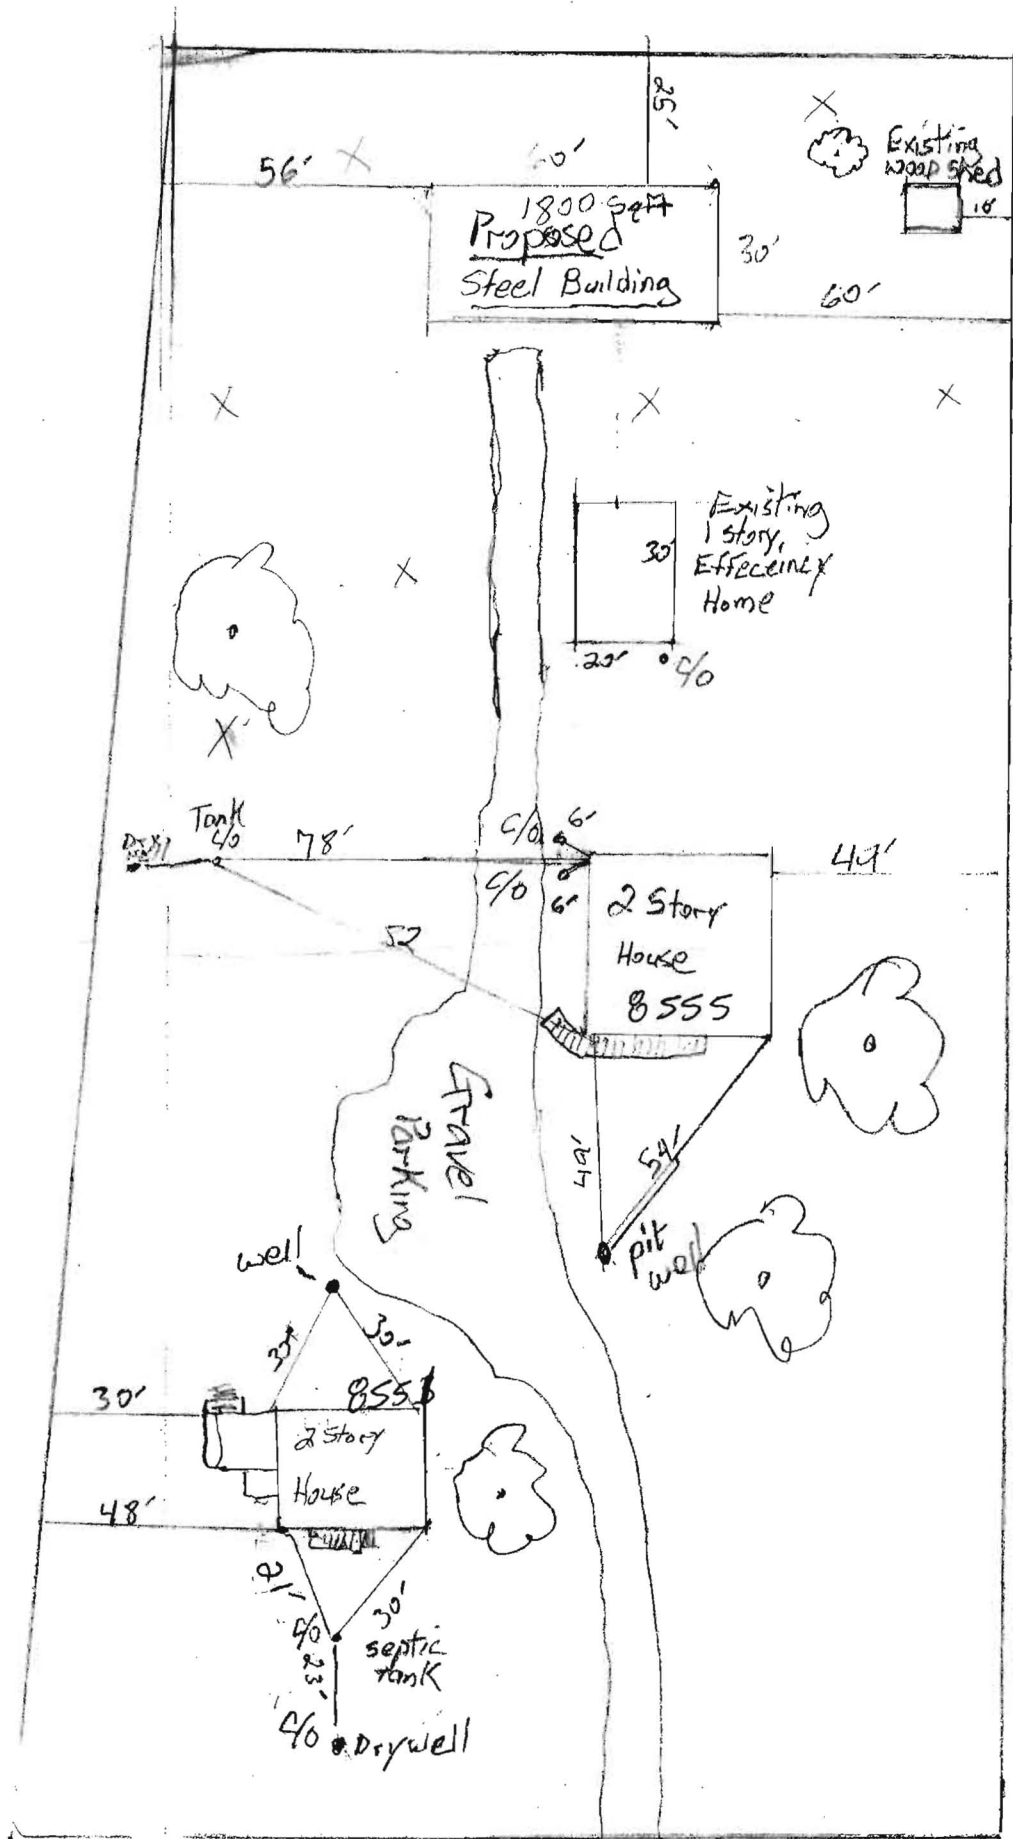 25'
56'
60'
1800 sqft
Proposed
Steel Building
30'
60'
Existing
wood shed
10'
X
X
X
X
X
X
X
Existing
1 story,
Effeceincy
Home
30'
20'
C/O
Tank
C/O
78'
C/O
6'
C/O
6'
49'
2 Story
House
8555
52
Gravel
Parking
49'
54'
pit
well
well
30'
30'
30'
8553
2 Story
House
48'
21'
30'
C/O
septic
tank
23'
C/O
Drywell